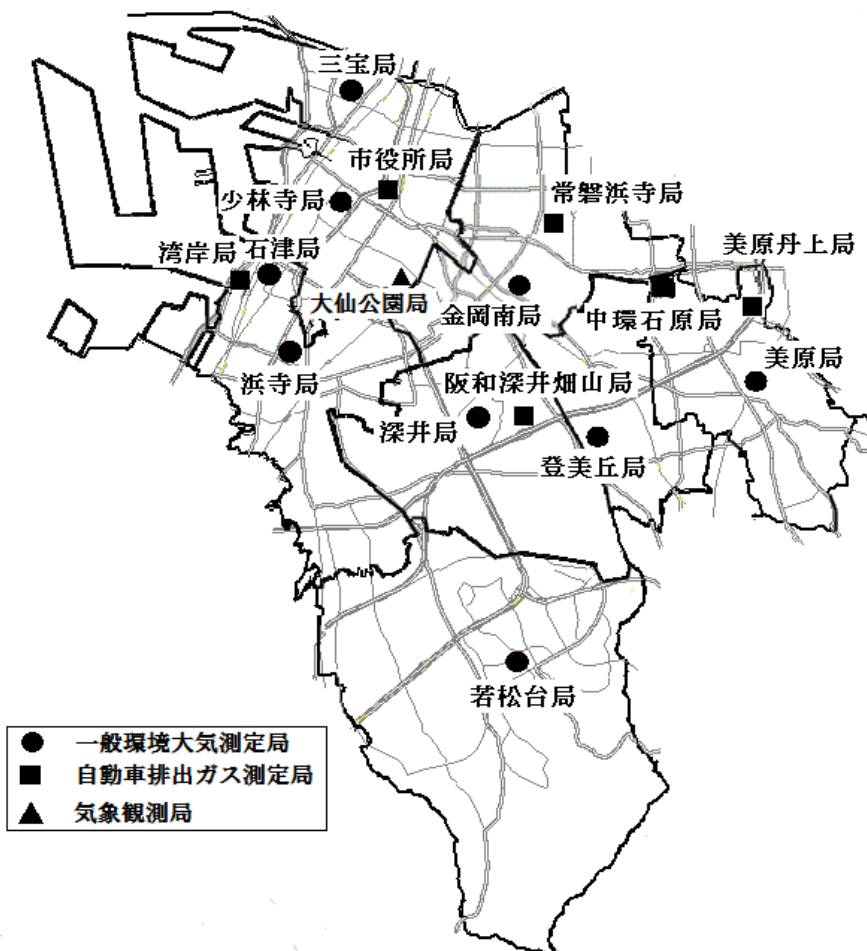 三宝局
市役所局
少林寺局
常磐浜寺局
美原丹上局
湾岸局
石津局
大仙公園局
金岡南局
中環石原局
浜寺局
阪和深井畑山局
美原局
深井局
登美丘局
若松台局
一般環境大気測定局
自動車排出ガス測定局
気象観測局